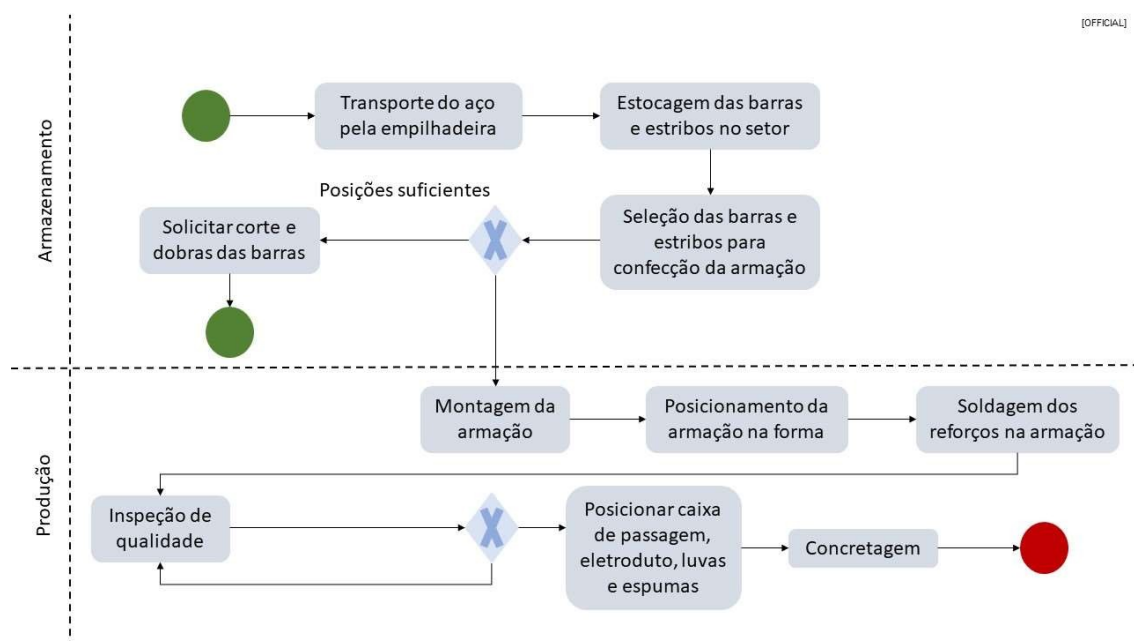 [OFFICIAL]
Armazenamento
Transporte do aço
pela empilhadeira
Estocagem das barras
e estribos no setor
Posições suficientes
Solicitar corte e
dobras das barras
X
Seleção das barras e
estribos para
confecção da armação
Produção
Montagem da
armação
Posicionamento da
armação na forma
Soldagem dos
reforços na armação
Inspeção de
qualidade
X
Posicionar caixa
de passagem,
eletroduto, luvas
e espumas
Concretagem